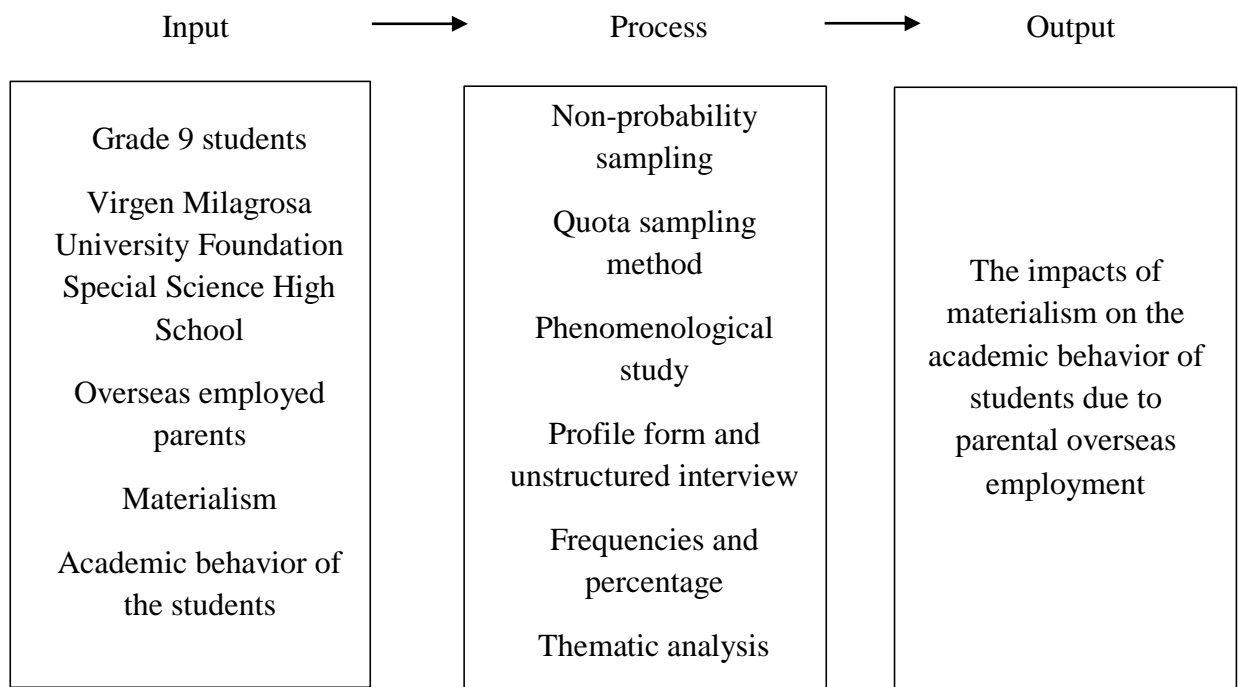 Input
Process
Output
Grade 9 students
Virgen Milagrosa
University Foundation
Special Science High
School
Overseas employed
parents
Materialism
Academic behavior of
the students
Non-probability
sampling
Quota sampling
method
Phenomenological
study
Profile form and
unstructured interview
Frequencies and
percentage
Thematic analysis
The impacts of
materialism on the
academic behavior of
students due to
parental overseas
employment